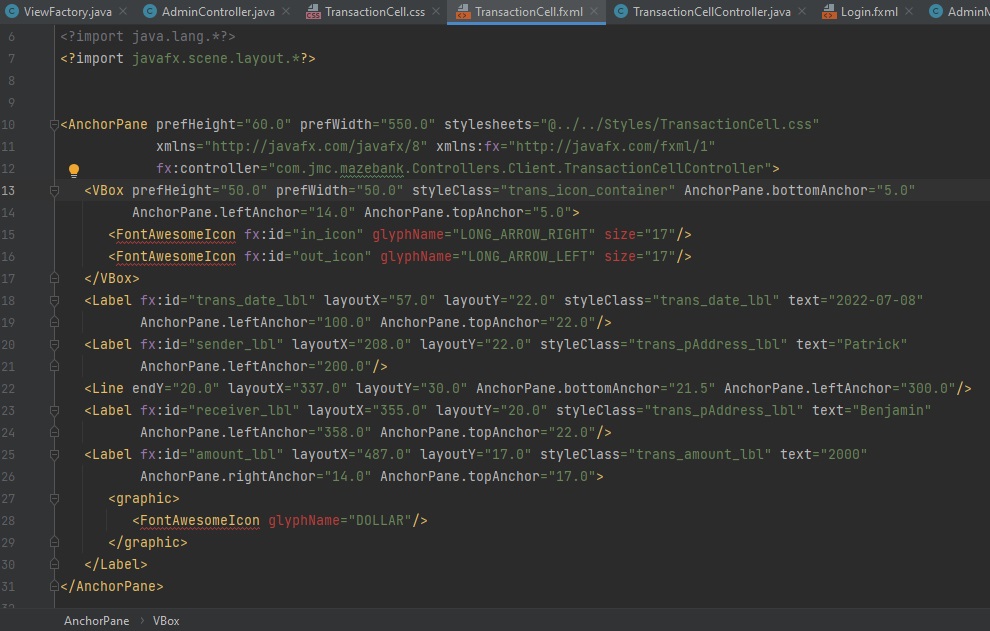 ViewFactory.java AdminController.java TransactionCell.css TransactionCell.fxml TransactionCellController.java Login.fxml AdminM
6 <?import java.lang.*?>
7 <?import javafx.scene.layout.*?>
8
9
10 <AnchorPane prefHeight="60.0" prefWidth="550.0" stylesheets="@../../Styles/TransactionCell.css"
11 xmlns="http://javafx.com/javafx/8" xmlns:fx="http://javafx.com/fxml/1"
12 fx:controller="com.jmc.mazebank.Controllers.Client.TransactionCellController">
13 <VBox prefHeight="50.0" prefWidth="50.0" styleClass="trans_icon_container" AnchorPane.bottomAnchor="5.0"
14 AnchorPane.leftAnchor="14.0" AnchorPane.topAnchor="5.0">
15 <FontAwesomeIcon fx:id="in_icon" glyphName="LONG_ARROW_RIGHT" size="17"/>
16 <FontAwesomeIcon fx:id="out_icon" glyphName="LONG_ARROW_LEFT" size="17"/>
17 </VBox>
18 <Label fx:id="trans_date_lbl" layoutX="57.0" layoutY="22.0" styleClass="trans_date_lbl" text="2022-07-08"
19 AnchorPane.leftAnchor="100.0" AnchorPane.topAnchor="22.0"/>
20 <Label fx:id="sender_lbl" layoutX="208.0" layoutY="22.0" styleClass="trans_pAddress_lbl" text="Patrick"
21 AnchorPane.leftAnchor="200.0"/>
22 <Line endY="20.0" layoutX="337.0" layoutY="30.0" AnchorPane.bottomAnchor="21.5" AnchorPane.leftAnchor="300.0"/>
23 <Label fx:id="receiver_lbl" layoutX="355.0" layoutY="20.0" styleClass="trans_pAddress_lbl" text="Benjamin"
24 AnchorPane.leftAnchor="358.0" AnchorPane.topAnchor="22.0"/>
25 <Label fx:id="amount_lbl" layoutX="487.0" layoutY="17.0" styleClass="trans_amount_lbl" text="2000"
26 AnchorPane.rightAnchor="14.0" AnchorPane.topAnchor="17.0">
27 <graphic>
28 <FontAwesomeIcon glyphName="DOLLAR"/>
29 </graphic>
30 </Label>
31 </AnchorPane>
AnchorPane › VBox